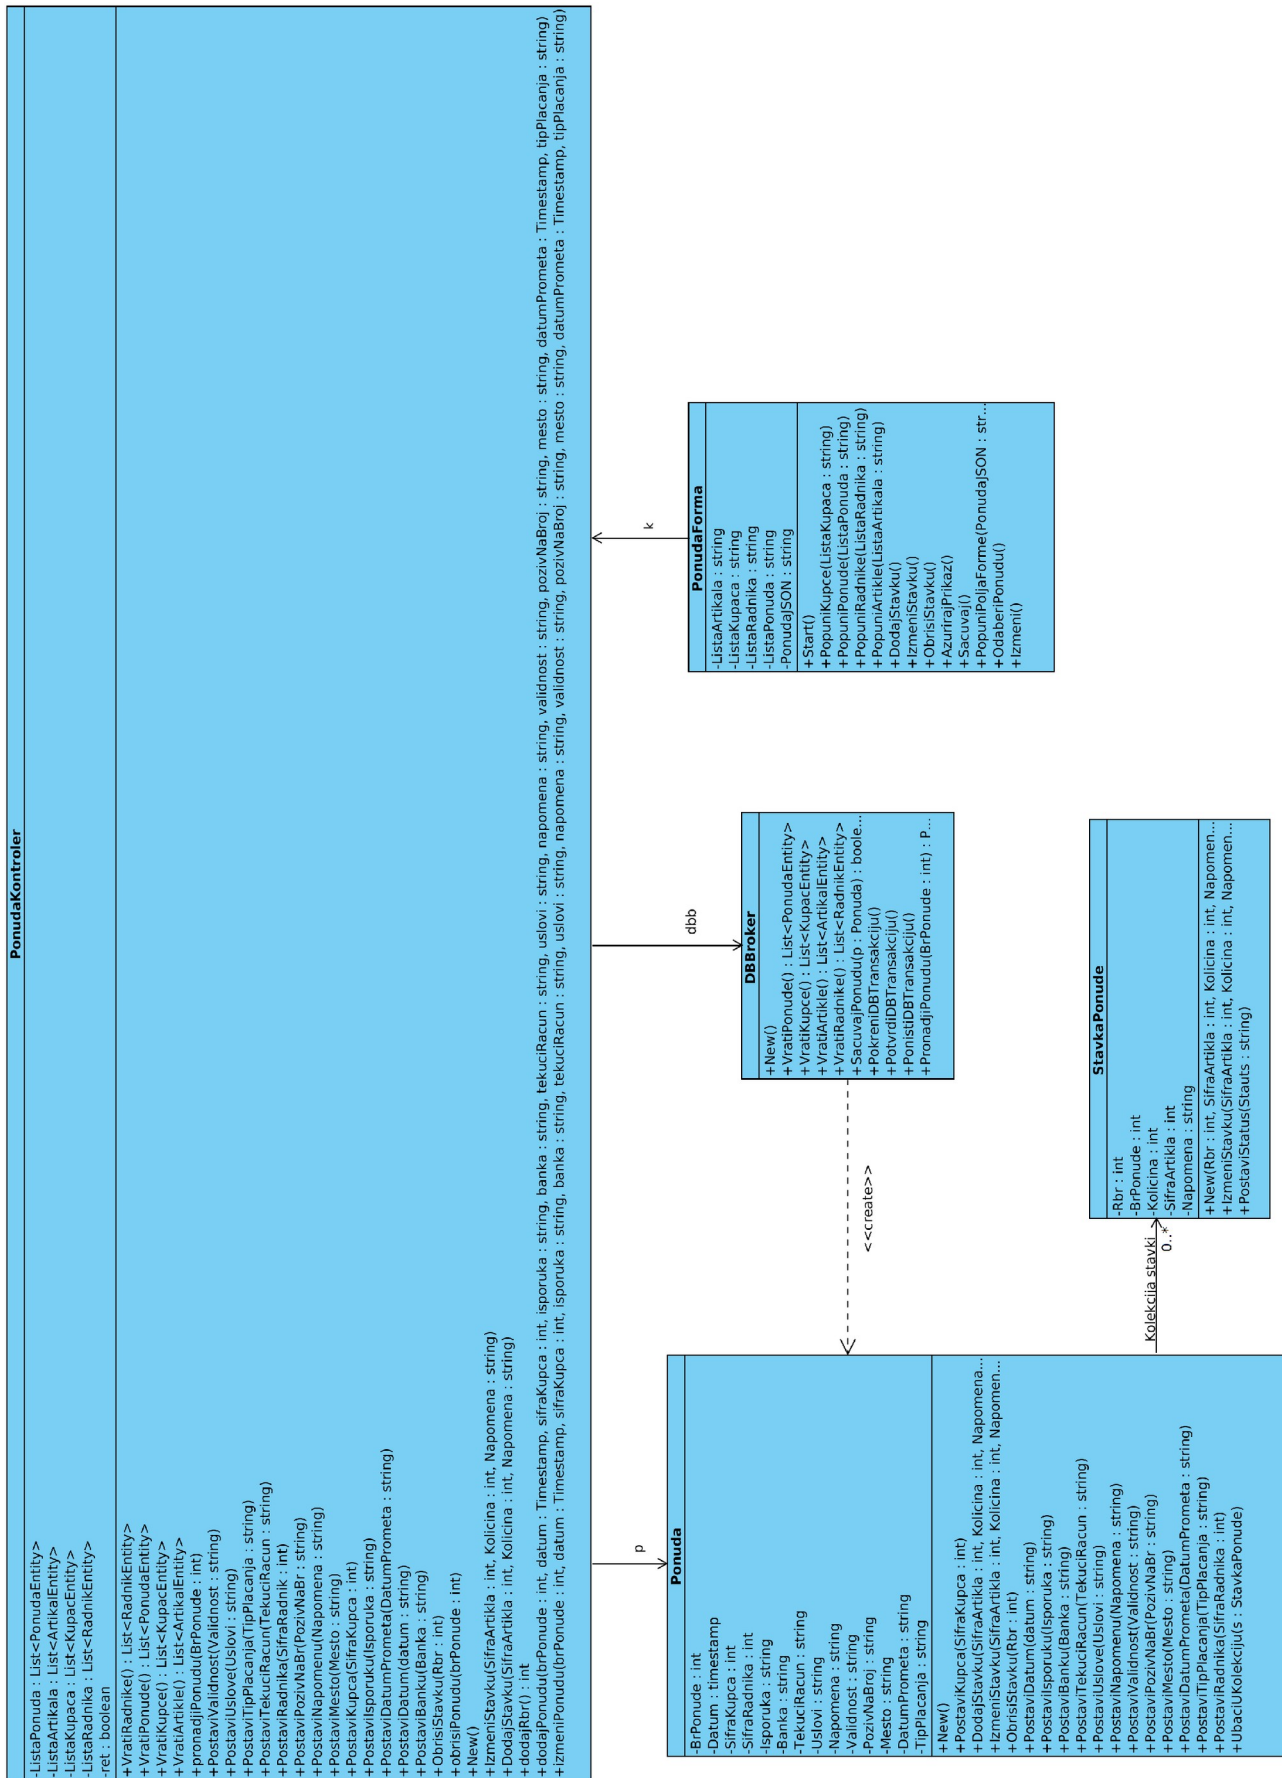 PonudaKontroler
-ListaPonuda : List<PonudaEntity>
-ListaArtikala : List<ArtikalEntity>
-ListaKupaca : List<KupacEntity>
-ListaRadnika : List<RadnikEntity>
-ret : boolean
+VratiRadnike() : List<RadnikEntity>
+VratiPonude() : List<PonudaEntity>
+VratiKupce() : List<KupacEntity>
+VratiArtikle() : List<ArtikalEntity>
+pronadjiPonudu(BrPonude : int)
+PostaviValidnost(Validnost : string)
+PostaviUslove(Uslovi : string)
+PostaviTipPlacanja(TipPlacanja : string)
+PostaviTekuciRacun(TekuciRacun : string)
+PostaviRadnika(SifraRadnik : int)
+PostaviPozivNaBr(PozivNaBr : string)
+PostaviNapomenu(Napomena : string)
+PostaviMesto(Mesto : string)
+PostaviKupca(SifraKupca : int)
+PostaviIsporuku(Isporuka : string)
+PostaviDatumPrometa(DatumPrometa : string)
+PostaviDatum(datum : string)
+PostaviBanku(Banka : string)
+ObrisiStavku(Rbr : int)
+obrisiPonudu(brPonude : int)
+New()
+IzmeniStavku(SifraArtikla : int, Kolicina : int, Napomena : string)
+DodajStavku(SifraArtikla : int, Kolicina : int, Napomena : string)
+dodajRbr() : int
+dodajPonudu(brPonude : int, datum : Timestamp, sifraKupca : int, isporuka : string, banka : string, tekuciRacun : string, uslovi : string, napomena : string, validnost : string, pozivNaBroj : string, mesto : string, datumPrometa : Timestamp, tipPlacanja : string)
+izmeniPonudu(brPonude : int, datum : Timestamp, sifraKupca : int, isporuka : string, banka : string, tekuciRacun : string, uslovi : string, napomena : string, validnost : string, pozivNaBroj : string, mesto : string, datumPrometa : Timestamp, tipPlacanja : string)
p
dbb
k
Ponuda
-BrPonude : int
-Datum : timestamp
-SifraKupca : int
-SifraRadnika : int
-Isporuka : string
-Banka : string
-TekuciRacun : string
-Uslovi : string
-Napomena : string
-Validnost : string
-PozivNaBroj : string
-Mesto : string
-DatumPrometa : string
-TipPlacanja : string
+New()
+PostaviKupca(SifraKupca : int)
+DodajStavku(SifraArtikla : int, Kolicina : int, Napomena...
+IzmeniStavku(SifraArtikla : int, Kolicina : int, Napomen...
+ObrisiStavku(Rbr : int)
+PostaviDatum(datum : string)
+PostaviIsporuku(Isporuka : string)
+PostaviBanku(Banka : string)
+PostaviTekuciRacun(TekuciRacun : string)
+PostaviUslove(Uslovi : string)
+PostaviNapomenu(Napomena : string)
+PostaviValidnost(Validnost : string)
+PostaviPozivNaBr(PozivNaBr : string)
+PostaviMesto(Mesto : string)
+PostaviDatumPrometa(DatumPrometa : string)
+PostaviTipPlacanja(TipPlacanja : string)
+PostaviRadnika(SifraRadnika : int)
+UbaciUKolekciju(s : StavkaPonude)
<<create>>
DBBroker
+New()
+VratiPonude() : List<PonudaEntity>
+VratiKupce() : List<KupacEntity>
+VratiArtikle() : List<ArtikalEntity>
+VratiRadnike() : List<RadnikEntity>
+SacuvajPonudu(p : Ponuda) : boole...
+PokreniDBTransakciju()
+PotvrdiDBTransakciju()
+PonistiDBTransakciju()
+PronadjiPonudu(BrPonude : int) : P...
PonudaForma
-ListaArtikala : string
-ListaKupaca : string
-ListaRadnika : string
-ListaPonuda : string
-PonudaJSON : string
+Start()
+PopuniKupce(ListaKupaca : string)
+PopuniPonude(ListaPonuda : string)
+PopuniRadnike(ListaRadnika : string)
+PopuniArtikle(ListaArtikala : string)
+DodajStavku()
+IzmeniStavku()
+ObrisiStavku()
+AzurirajPrikaz()
+Sacuvaj()
+PopuniPoljaForme(PonudaJSON : str...
+OdaberiPonudu()
+Izmeni()
Kolekcija stavki
0..*
StavkaPonude
-Rbr : int
-BrPonude : int
-Kolicina : int
-SifraArtikla : int
-Napomena : string
+New(Rbr : int, SifraArtikla : int, Kolicina : int, Napomen...
+IzmeniStavku(SifraArtikla : int, Kolicina : int, Napomen...
+PostaviStatus(Stauts : string)